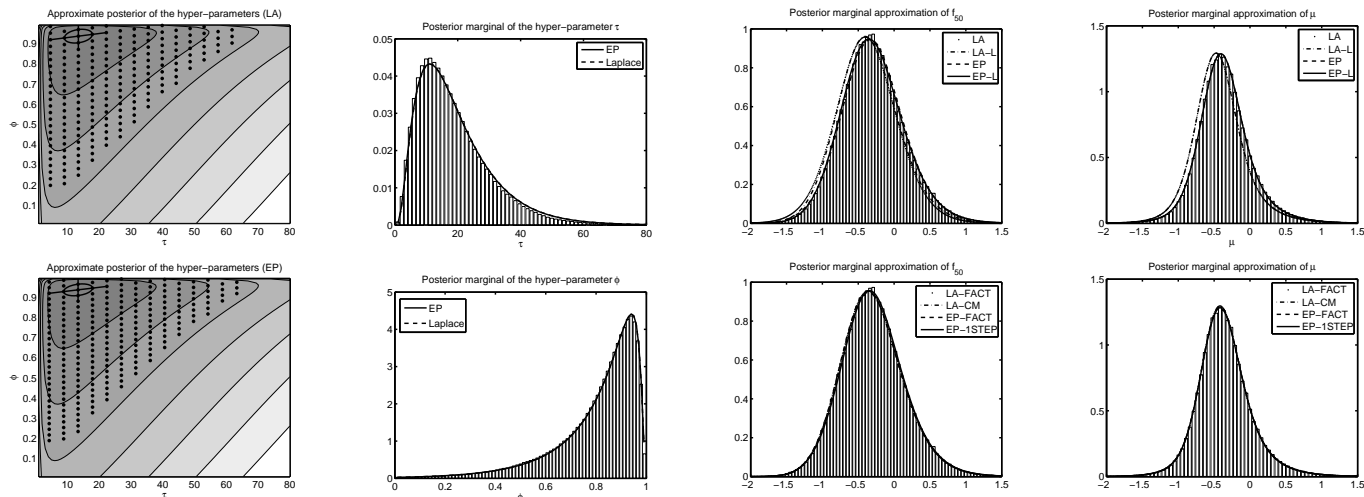 Approximate posterior of the hyper−parameters (LA)
φ
0.9
0.8
0.7
0.6
0.5
0.4
0.3
0.2
0.1
10 20 30 40 50 60 70 80
τ
Posterior marginal of the hyper−parameter τ
0.05
0.04
0.03
0.02
0.01
0
0 20 40 60 80
τ
EP
Laplace
Posterior marginal approximation of f50
1
0.8
0.6
0.4
0.2
0
−2 −1.5 −1 −0.5 0 0.5 1 1.5
LA
LA−L
EP
EP−L
Posterior marginal approximation of μ
1.5
1
0.5
0
−2 −1.5 −1 −0.5 0 0.5 1 1.5
μ
LA
LA−L
EP
EP−L
Approximate posterior of the hyper−parameters (EP)
φ
0.9
0.8
0.7
0.6
0.5
0.4
0.3
0.2
0.1
10 20 30 40 50 60 70 80
τ
Posterior marginal of the hyper−parameter φ
5
4
3
2
1
0
0 0.2 0.4 0.6 0.8 1
φ
EP
Laplace
Posterior marginal approximation of f50
1
0.8
0.6
0.4
0.2
0
−2 −1.5 −1 −0.5 0 0.5 1 1.5
LA−FACT
LA−CM
EP−FACT
EP−1STEP
Posterior marginal approximation of μ
1.5
1
0.5
0
−2 −1.5 −1 −0.5 0 0.5 1 1.5
LA−FACT
LA−CM
EP−FACT
EP−1STEP